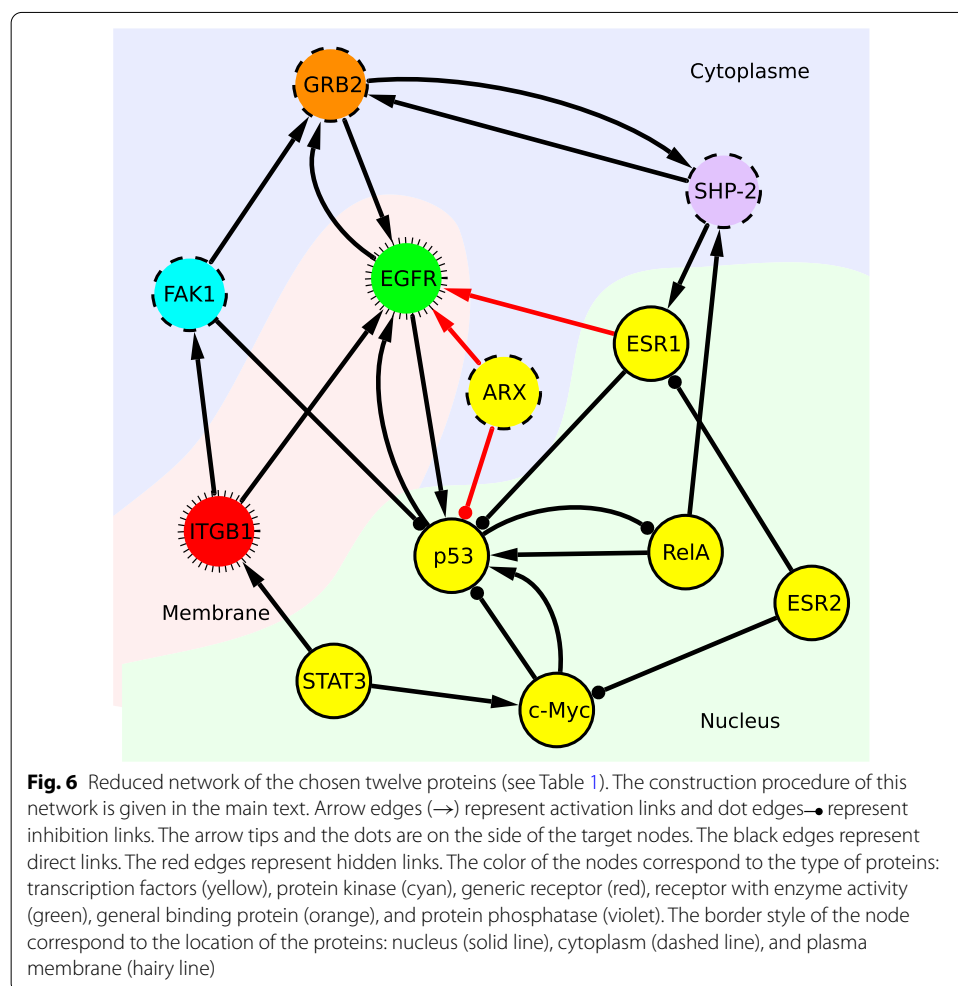 GRB2
Cytoplasme
SHP-2
EGFR
FAK1
ESR1
ARX
ITGB1
p53
RelA
ESR2
Membrane
STAT3
c-Myc
Nucleus
Fig. 6 Reduced network of the chosen twelve proteins (see Table 1). The construction procedure of this
network is given in the main text. Arrow edges (→) represent activation links and dot edges—● represent
inhibition links. The arrow tips and the dots are on the side of the target nodes. The black edges represent
direct links. The red edges represent hidden links. The color of the nodes correspond to the type of proteins:
transcription factors (yellow), protein kinase (cyan), generic receptor (red), receptor with enzyme activity
(green), general binding protein (orange), and protein phosphatase (violet). The border style of the node
correspond to the location of the proteins: nucleus (solid line), cytoplasm (dashed line), and plasma
membrane (hairy line)